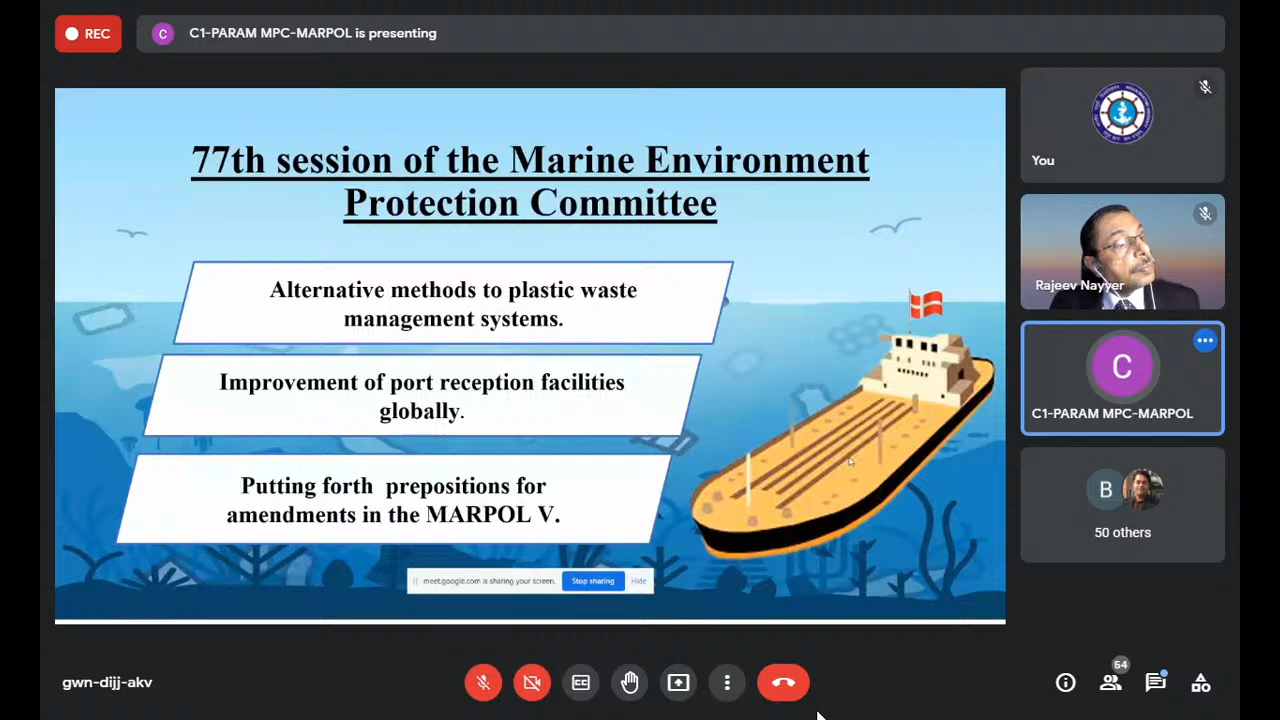 REC
C
C1-PARAM MPC-MARPOL is presenting
77th session of the Marine Environment
Protection Committee
Alternative methods to plastic waste
management systems.
Improvement of port reception facilities
globally.
Putting forth prepositions for
amendments in the MARPOL V.
meet.google.com is sharing your screen.
Stop sharing
Hide
You
Rajeev Nayyer
C
C1-PARAM MPC-MARPOL
B
50 others
gwn-dijj-akv
CC
54